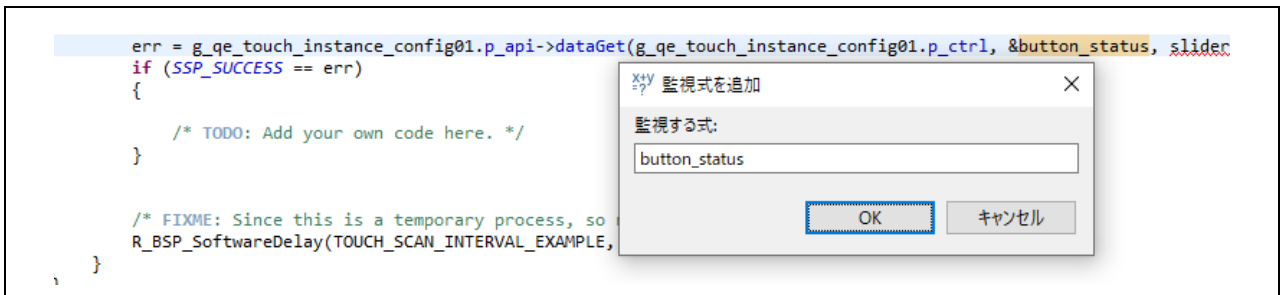 err = g_qe_touch_instance_config01.p_api->dataGet(g_qe_touch_instance_config01.p_ctrl, &button_status, slider
if (SSP_SUCCESS == err)
{
/* TODO: Add your own code here. */
}
/* FIXME: Since this is a temporary process, so
R_BSP_SoftwareDelay(TOUCH_SCAN_INTERVAL_EXAMPLE,
}
x+y
=?
監視式を追加
監視する式:
button_status
OK
キャンセル